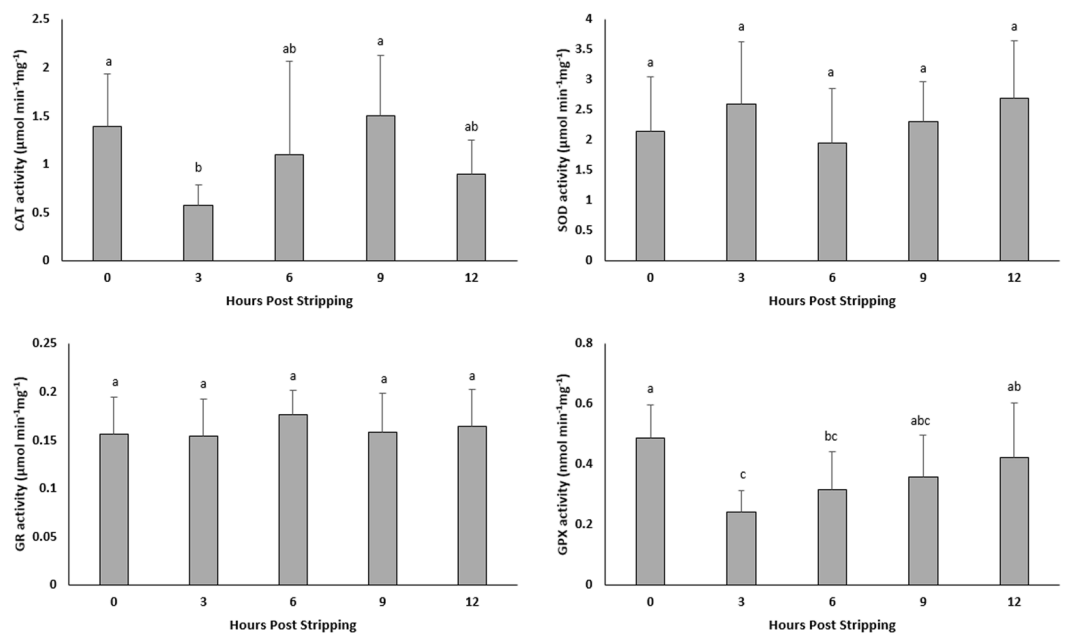 CAT activity (µmol min⁻¹mg⁻¹)
2.5
2
1.5
1
0.5
0
a
b
ab
a
ab
0 3 6 9 12
Hours Post Stripping
SOD activity (µmol min⁻¹mg⁻¹)
4
3.5
3
2.5
2
1.5
1
0.5
0
a
a
a
a
a
0 3 6 9 12
Hours Post Stripping
GR activity (µmol min⁻¹mg⁻¹)
0.25
0.2
0.15
0.1
0.05
0
a
a
a
a
a
0 3 6 9 12
Hours Post Stripping
GPX activity (nmol min⁻¹mg⁻¹)
0.8
0.6
0.4
0.2
0
a
c
bc
abc
ab
0 3 6 9 12
Hours Post Stripping